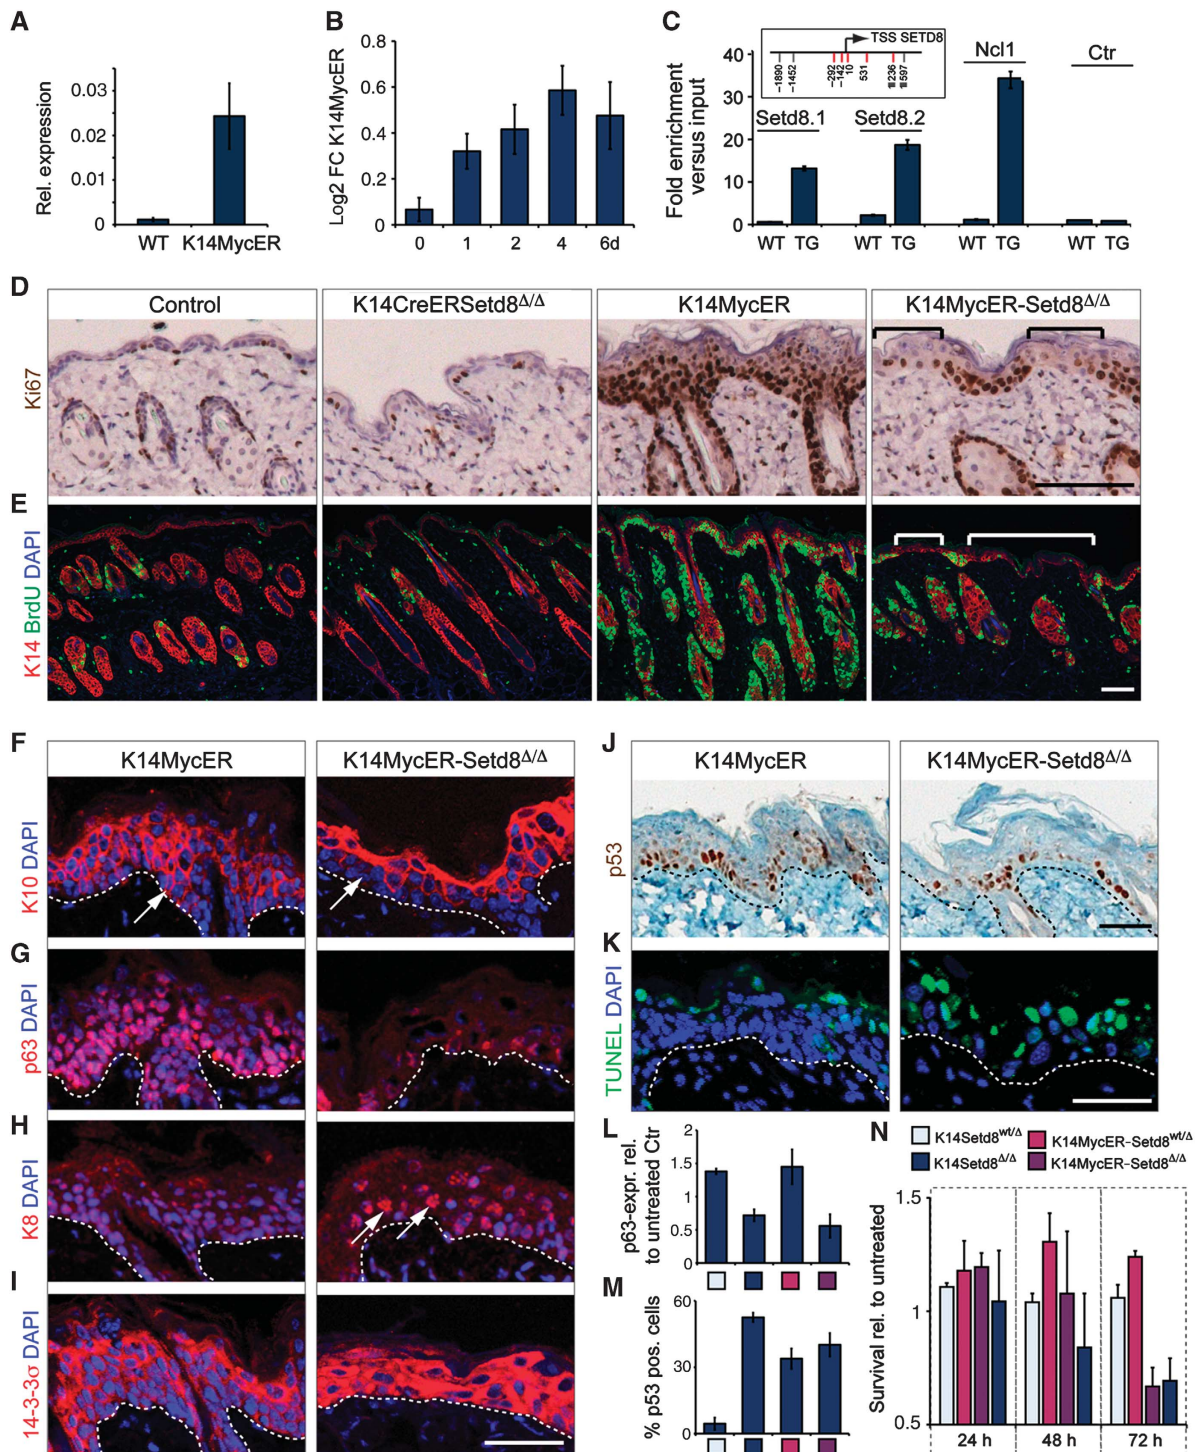 A
Rel. expression
0.03
0.02
0.01
0
WT K14MycER
B
Log2 FC K14MycER
0.8
0.6
0.4
0.2
0
0 1 2 4 6d
C
Fold enrichment
versus input
40
30
20
10
0
TSS SETD8
–1890
–1452
–292
–142
10
531
Setd8.1
Setd8.2
Ncl1
Ctr
WT TG WT TG WT TG WT TG
D
Control
K14CreERSetd8Δ/Δ
K14MycER
K14MycER-Setd8Δ/Δ
Ki67
E
K14 BrdU DAPI
F
K14MycER
K14MycER-Setd8Δ/Δ
K10 DAPI
G
p63 DAPI
H
K8 DAPI
I
14-3-3σ DAPI
J
K14MycER
K14MycER-Setd8Δ/Δ
p53
K
TUNEL DAPI
L
p63-expr. rel.
to untreated Ctr
2
1.5
1
0.5
0
M
% p53 pos. cells
60
30
0
N
K14Setd8wt/Δ
K14MycER-Setd8wt/Δ
K14Setd8Δ/Δ
K14MycER-Setd8Δ/Δ
Survival rel. to untreated
1.5
1
0.5
24 h 48 h 72 h